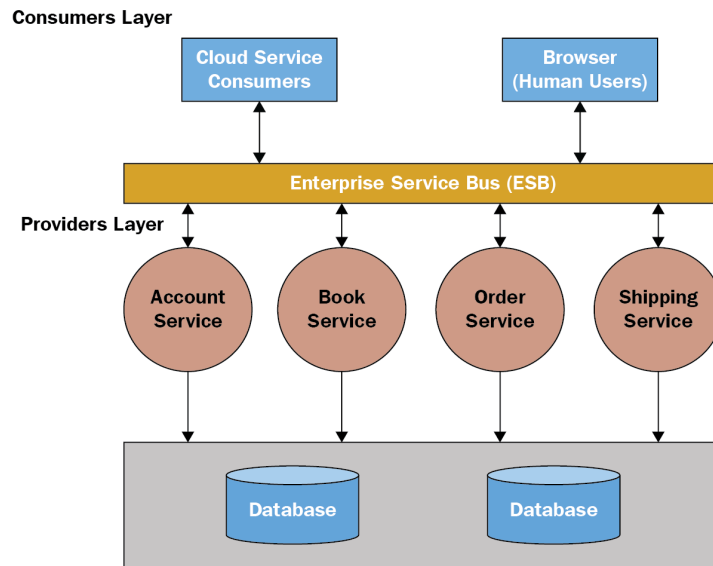 Consumers Layer
Cloud Service
Consumers
Browser
(Human Users)
Enterprise Service Bus (ESB)
Providers Layer
Account
Service
Book
Service
Order
Service
Shipping
Service
Database
Database